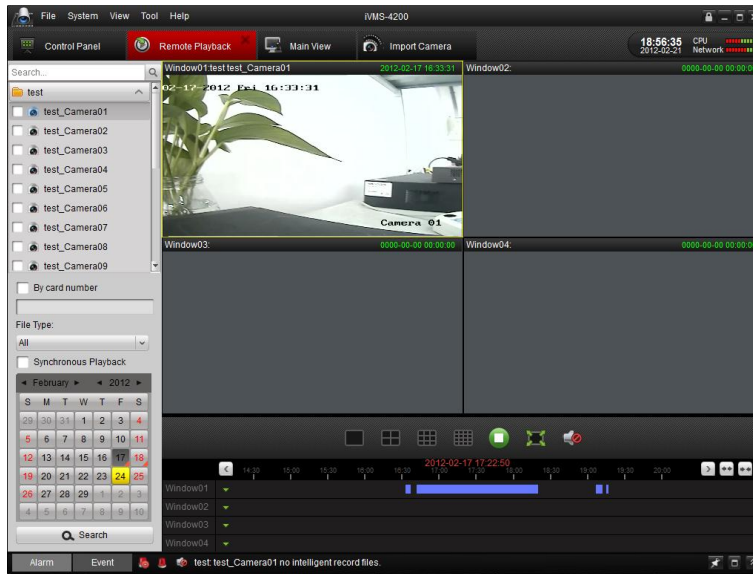 File System View Tool Help iVMS-4200
Control Panel Remote Playback Main View Import Camera 18:56:35 2012-02-21 CPU Network
Search...
test
test_Camera01
test_Camera02
test_Camera03
test_Camera04
test_Camera05
test_Camera06
test_Camera07
test_Camera08
test_Camera09
By card number
File Type:
All
Synchronous Playback
February 2012
S M T W T F S
29 30 31 1 2 3 4
5 6 7 8 9 10 11
12 13 14 15 16 17 18
19 20 21 22 23 24 25
26 27 28 29 1 2 3
4 5 6 7 8 9 10
Search
Window01:test test_Camera01 2012-02-17 16:33:31
02-17-2012 Fri 16:33:31
Camera 01
Window02: 0000-00-00 00:00:0
Window03: 0000-00-00 00:00:00
Window04: 0000-00-00 00:00:0
2012-02-17 17:22:50
14:30 15:00 15:30 16:00 16:30 17:00 17:30 18:00 18:30 19:00 19:30 20:00
Window01
Window02
Window03
Window04
Alarm Event test: test_Camera01 no intelligent record files.